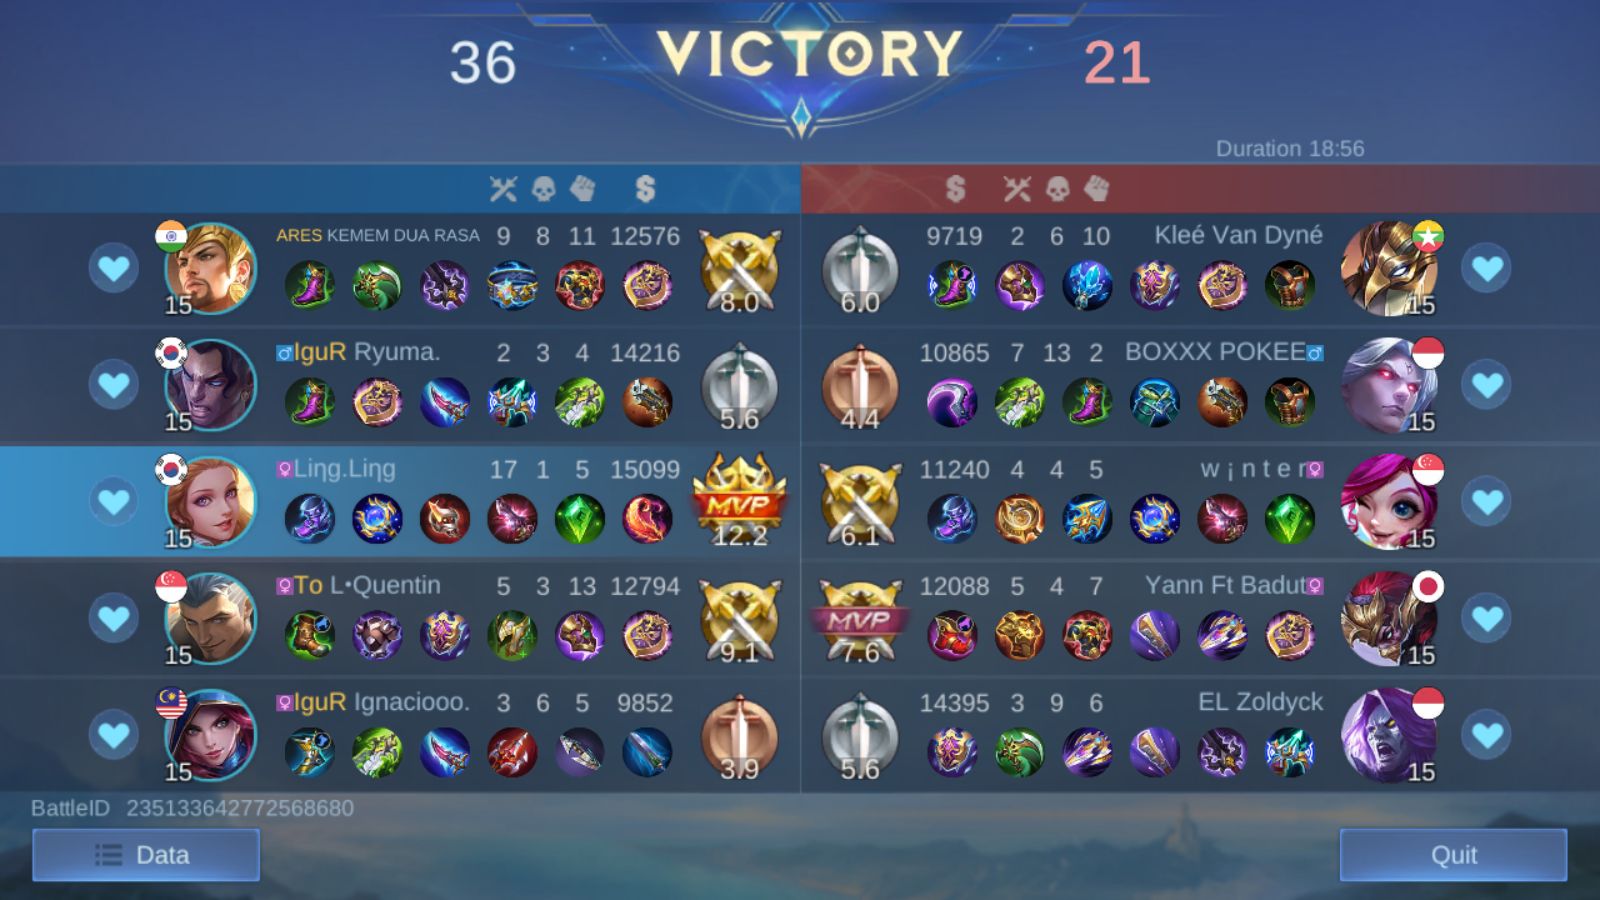 36 VICTORY 21
Duration 18:56
ARES KEMEM DUA RASA 9 8 11 12576
15 8.0
9719 2 6 10 Kleé Van Dyné
6.0 15
IguR Ryuma. 2 3 4 14216
15 5.6
10865 7 13 2 BOXXX POKEE
4.4 15
Ling.Ling 17 1 5 15099
15 MVP 12.2
11240 4 4 5 w ¡ n t e r
6.1 15
To L•Quentin 5 3 13 12794
15 9.1
12088 5 4 7 Yann Ft Badut
MVP 7.6 15
IguR Ignaciooo. 3 6 5 9852
15 3.9
14395 3 9 6 EL Zoldyck
5.6 15
BattleID 235133642772568680
Data
Quit